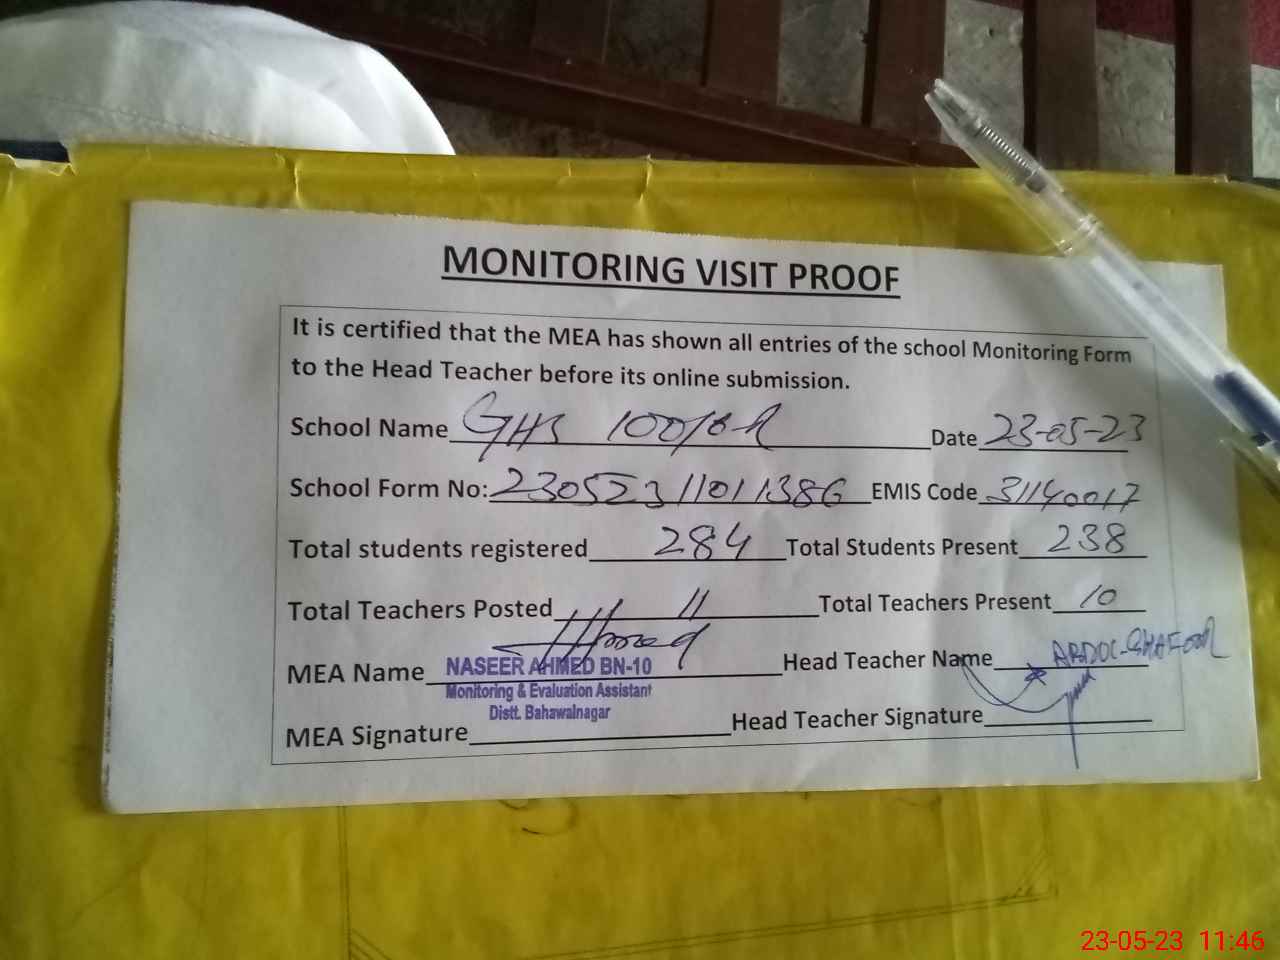 MONITORING VISIT PROOF
It is certified that the MEA has shown all entries of the school Monitoring Form
to the Head Teacher before its online submission.
School Name GHS 100/6-R Date 23-05-23
School Form No: 23052311011386 EMIS Code 31140017
Total students registered 284 Total Students Present 238
Total Teachers Posted 11 Total Teachers Present 10
MEA Name NASEER AHMED BN-10 Head Teacher Name ABDUL GHAFOOR
Monitoring & Evaluation Assistant
Distt. Bahawalnagar
MEA Signature Head Teacher Signature
23-05-23 11:46